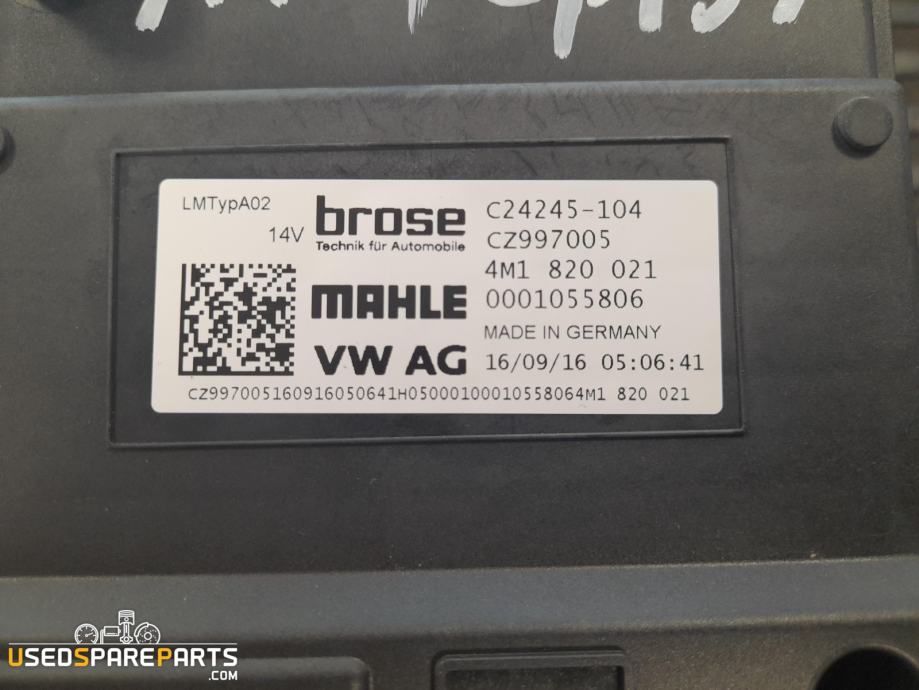 LMTypA02
14V
brose
Technik für Automobile
C24245-104
CZ997005
4M1 820 021
MAHLE
0001055806
MADE IN GERMANY
VW AG
16/09/16 05:06:41
CZ997005160916050641H05000100010558064M1 820 021
USEDSPAREPARTS
.COM